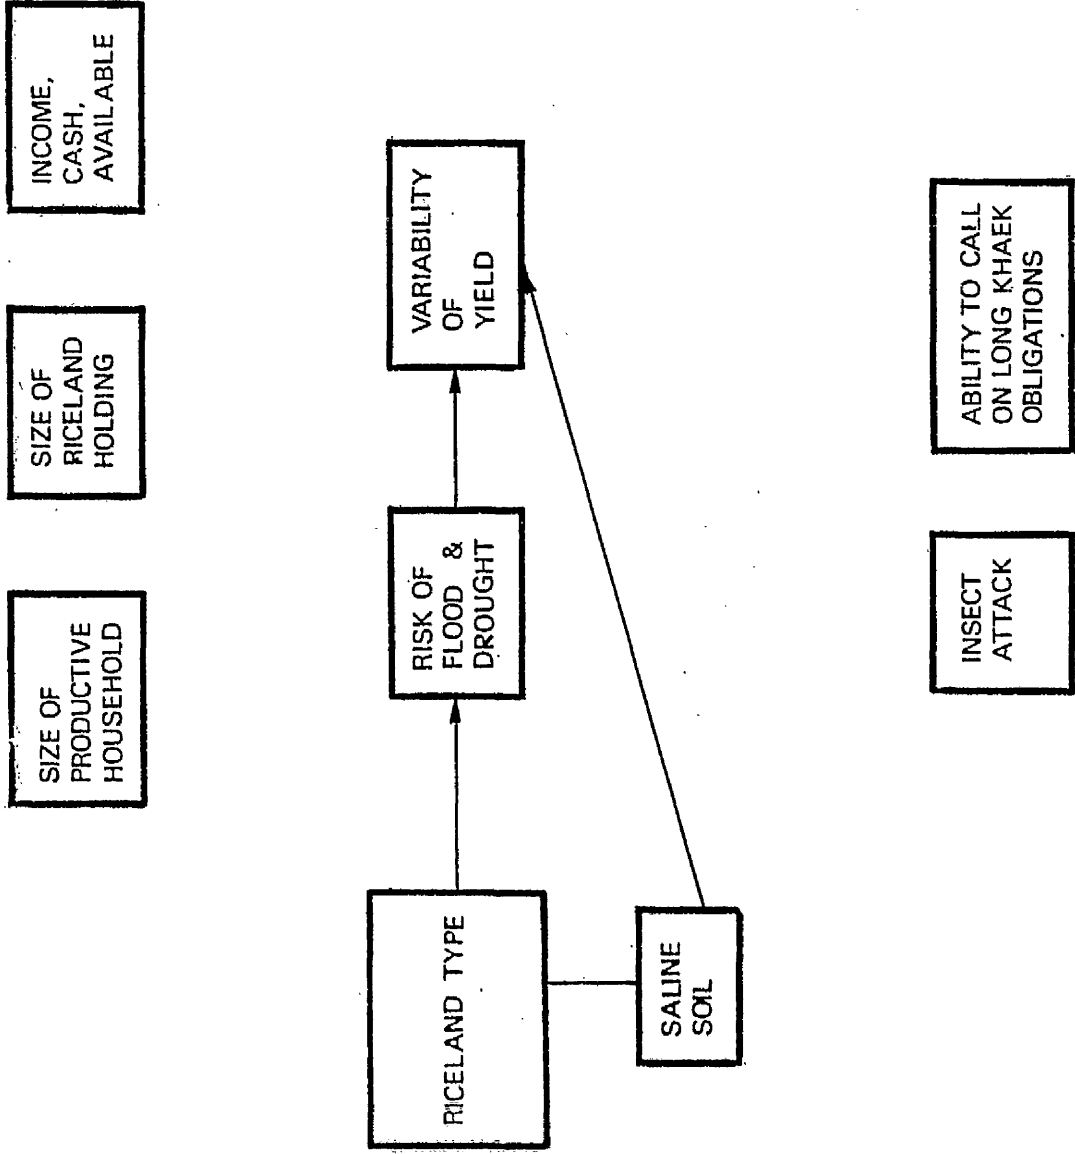 SIZE OF
PRODUCTIVE
HOUSEHOLD
SIZE OF
RICELAND
HOLDING
INCOME,
CASH,
AVAILABLE
RICELAND TYPE
RISK OF
FLOOD &
DROUGHT
VARIABILITY
OF
YIELD
SALINE
SOIL
INSECT
ATTACK
ABILITY TO CALL
ON LONG KHAEK
OBLIGATIONS